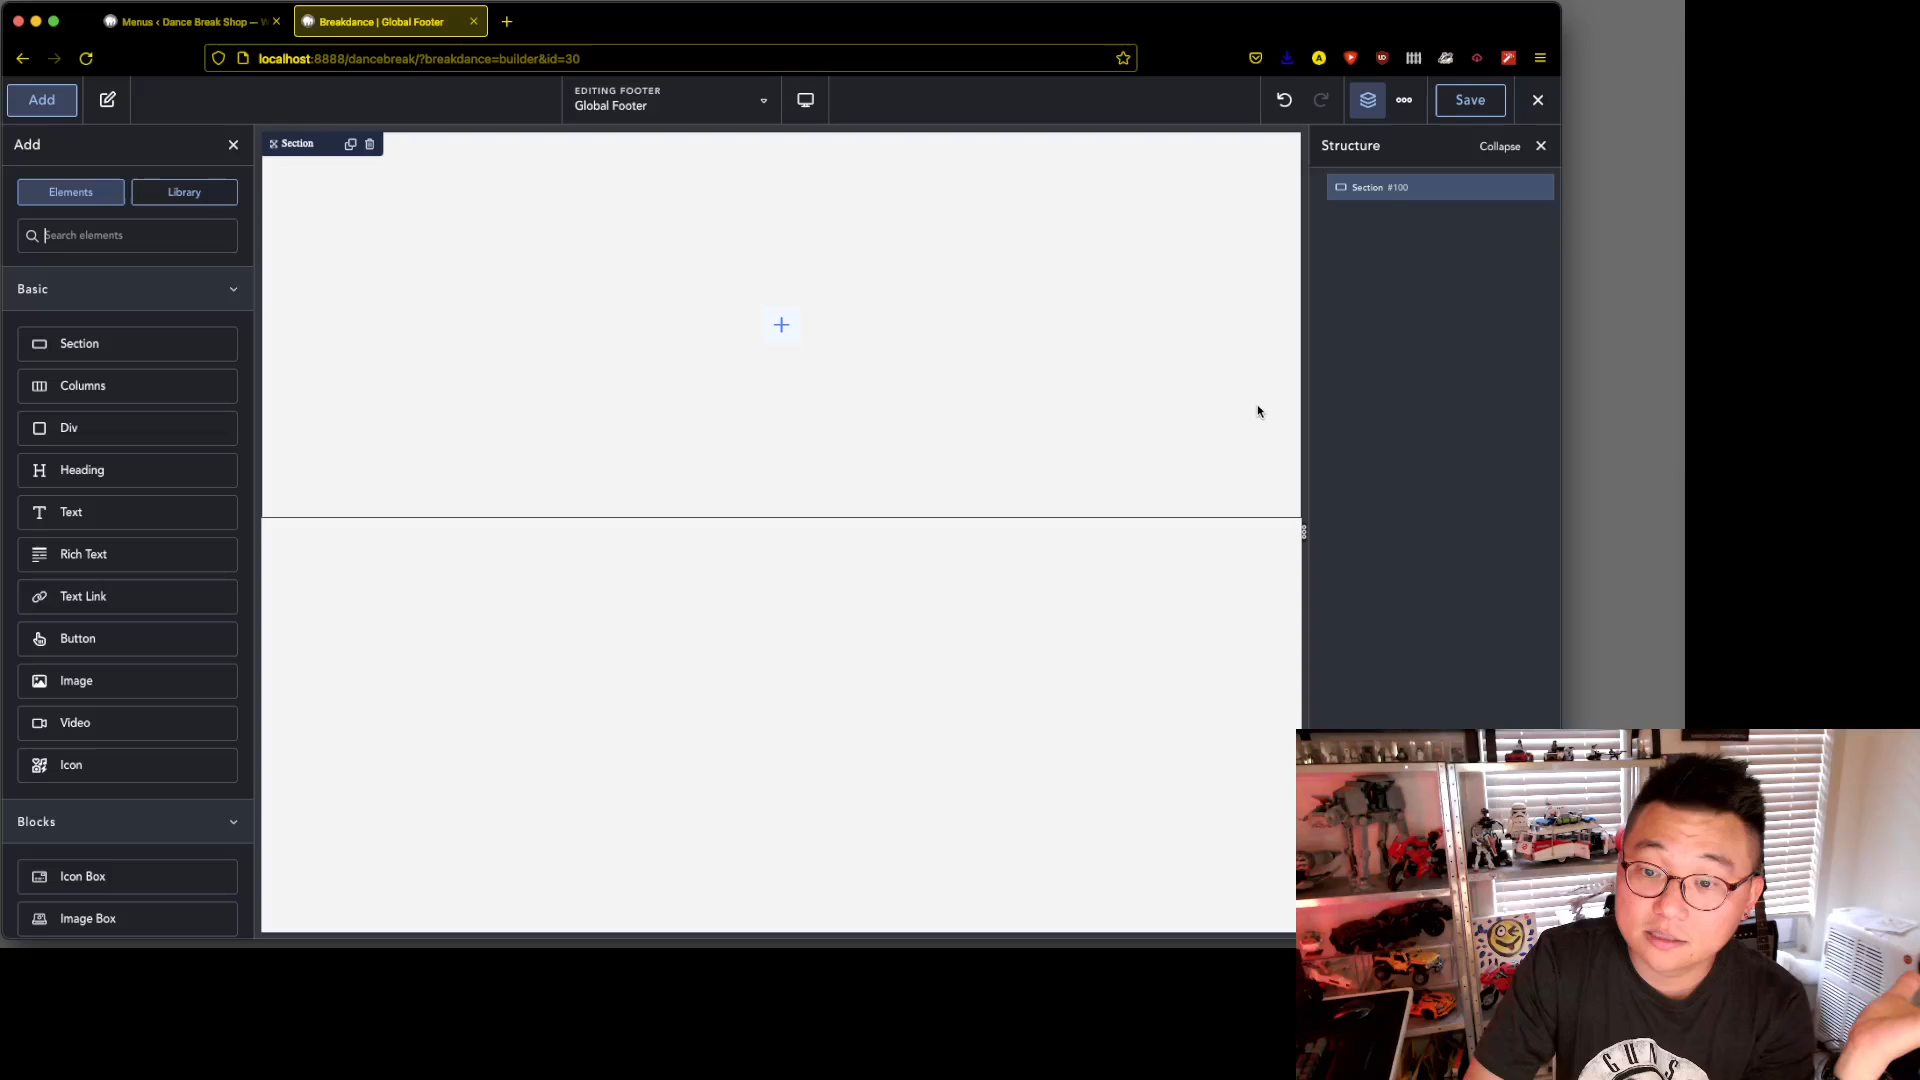 Menus ‹ Dance Break Shop — W
Breakdance | Global Footer
localhost:8888/dancebreak/?breakdance=builder&id=30
Add
EDITING FOOTER
Global Footer
Save
Add
Elements
Library
Search elements
Basic
Section
Columns
Div
Heading
Text
Rich Text
Text Link
Button
Image
Video
Icon
Blocks
Icon Box
Image Box
Section
Structure
Collapse
Section #100
GUNS